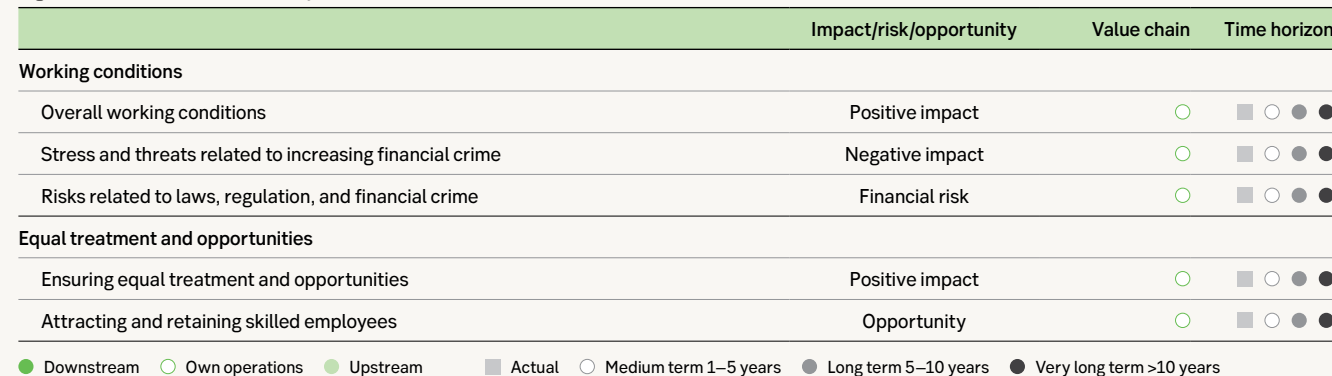 Impact/risk/opportunity Value chain Time horizon
Working conditions
Overall working conditions Positive impact
Stress and threats related to increasing financial crime Negative impact
Risks related to laws, regulation, and financial crime Financial risk
Equal treatment and opportunities
Ensuring equal treatment and opportunities Positive impact
Attracting and retaining skilled employees Opportunity
Downstream Own operations Upstream Actual Medium term 1–5 years Long term 5–10 years Very long term >10 years